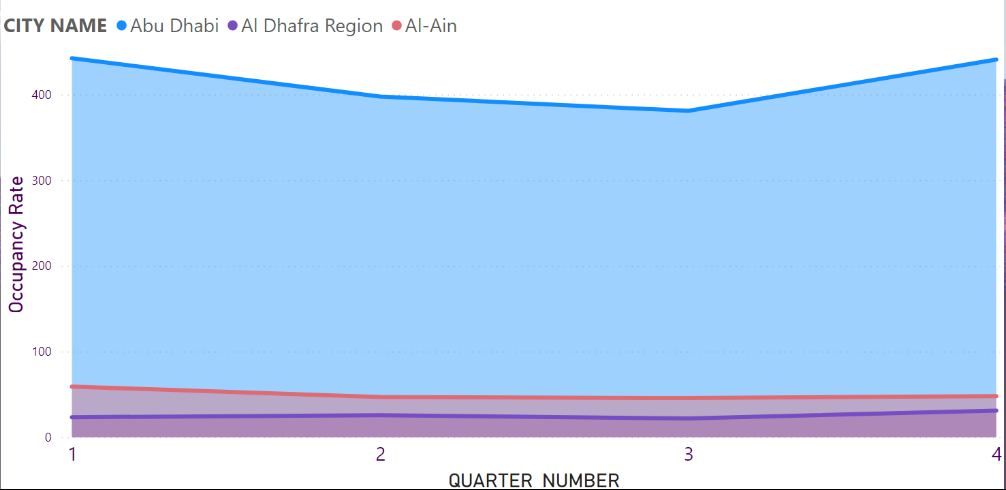 CITY NAME Abu Dhabi Al Dhafra Region Al-Ain
400
300
200
100
0
Occupancy Rate
1 2 3 4
QUARTER NUMBER